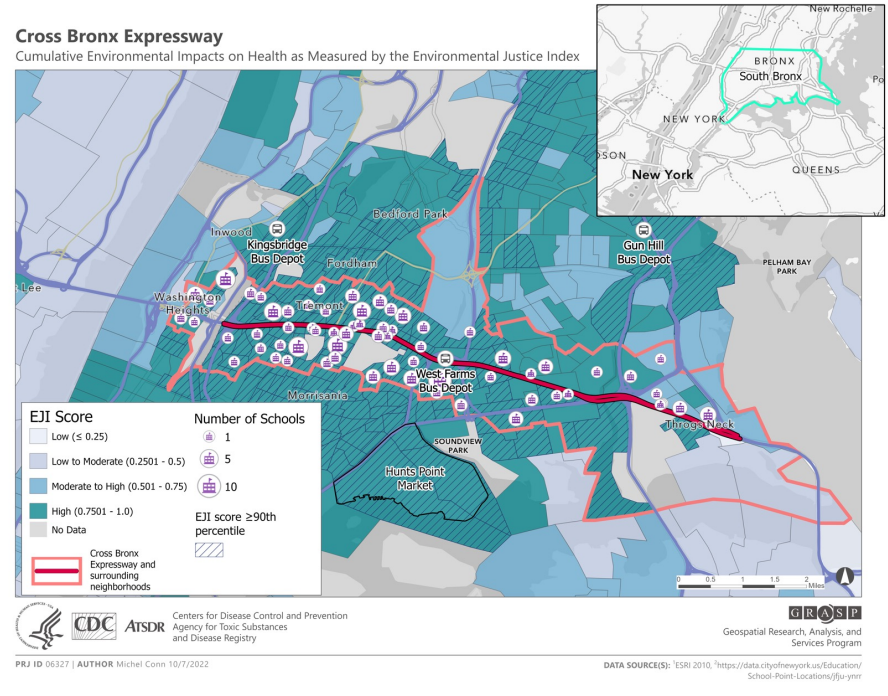 Cross Bronx Expressway
Cumulative Environmental Impacts on Health as Measured by the Environmental Justice Index
New Rochelle
BRONX
South Bronx
Po
NEW YORK
DSON
New York
QUEENS
Inwood
Kingsbridge
Bus Depot
Bedford Park
Gun Hill
Bus Depot
Fordham
PELHAM BAY
PARK
Lee
Washington
Heights
Tremont
West Farms
Bus Depot
Morrisania
Throgs Neck
SOUNDVIEW
PARK
Hunts Point
Market
EJI Score
Low (≤ 0.25)
Low to Moderate (0.2501 - 0.5)
Moderate to High (0.501 - 0.75)
High (0.7501 - 1.0)
No Data
Cross Bronx
Expressway and
surrounding
neighborhoods
Number of Schools
1
5
10
EJI score ≥90th
percentile
0 0.5 1 1.5 2
Miles
CDC
ATSDR
Centers for Disease Control and Prevention
Agency for Toxic Substances
and Disease Registry
GRASP
Geospatial Research, Analysis, and
Services Program
PRJ ID 06327 | AUTHOR Michel Conn 10/7/2022
DATA SOURCE(S): ¹ESRI 2010, ²https://data.cityofnewyork.us/Education/
School-Point-Locations/jfju-ynrr